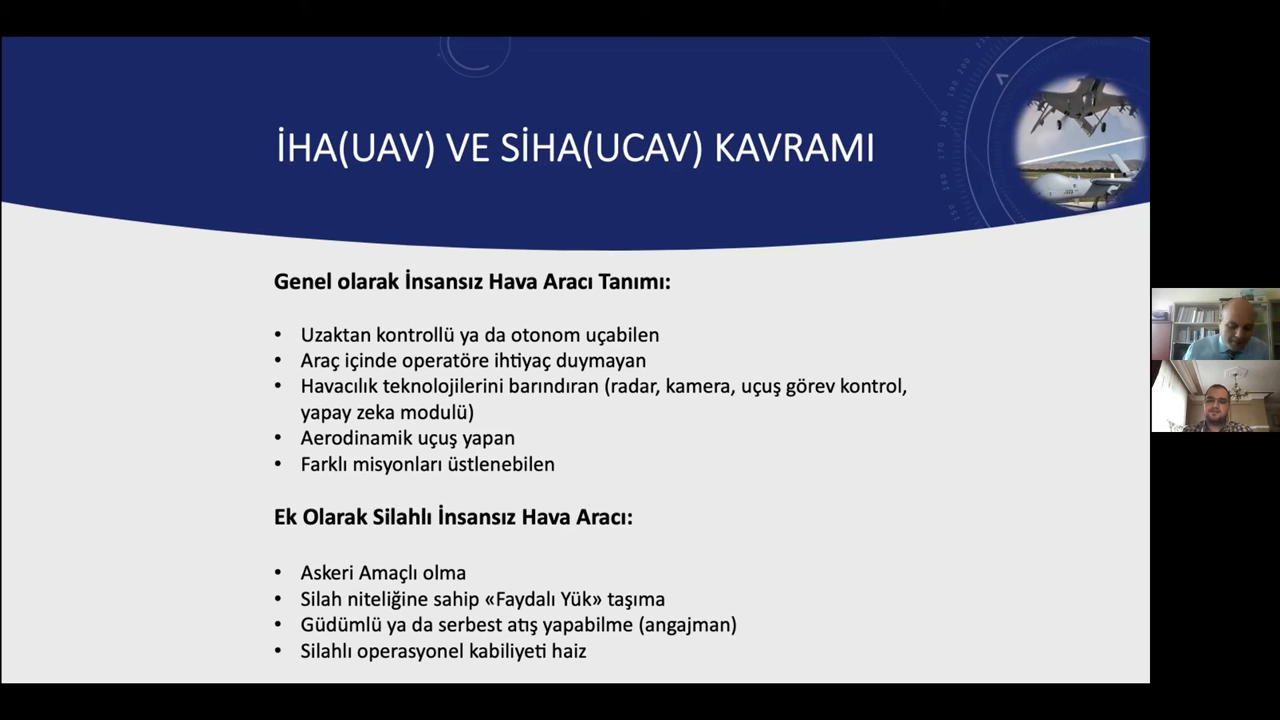 İHA(UAV) VE SİHA(UCAV) KAVRAMI
Genel olarak İnsansız Hava Aracı Tanımı:
• Uzaktan kontrollü ya da otonom uçabilen
• Araç içinde operatöre ihtiyaç duymayan
• Havacılık teknolojilerini barındıran (radar, kamera, uçuş görev kontrol,
yapay zeka modulü)
• Aerodinamik uçuş yapan
• Farklı misyonları üstlenebilen
Ek Olarak Silahlı İnsansız Hava Aracı:
• Askeri Amaçlı olma
• Silah niteliğine sahip «Faydalı Yük» taşıma
• Güdümlü ya da serbest atış yapabilme (angajman)
• Silahlı operasyonel kabiliyeti haiz